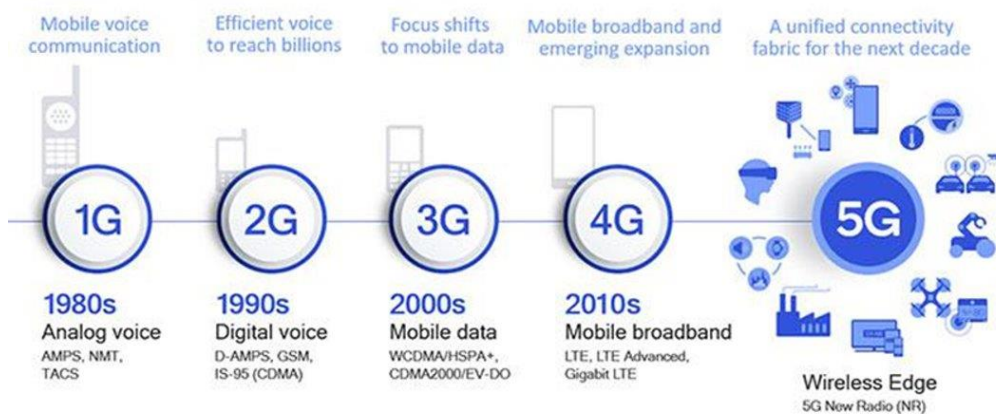 Mobile voice
communication
Efficient voice
to reach billions
Focus shifts
to mobile data
Mobile broadband and
emerging expansion
A unified connectivity
fabric for the next decade
1G
2G
3G
4G
5G
1980s
Analog voice
AMPS, NMT,
TACS
1990s
Digital voice
D-AMPS, GSM,
IS-95 (CDMA)
2000s
Mobile data
WCDMA/HSPA+,
CDMA2000/EV-DO
2010s
Mobile broadband
LTE, LTE Advanced,
Gigabit LTE
Wireless Edge
5G New Radio (NR)